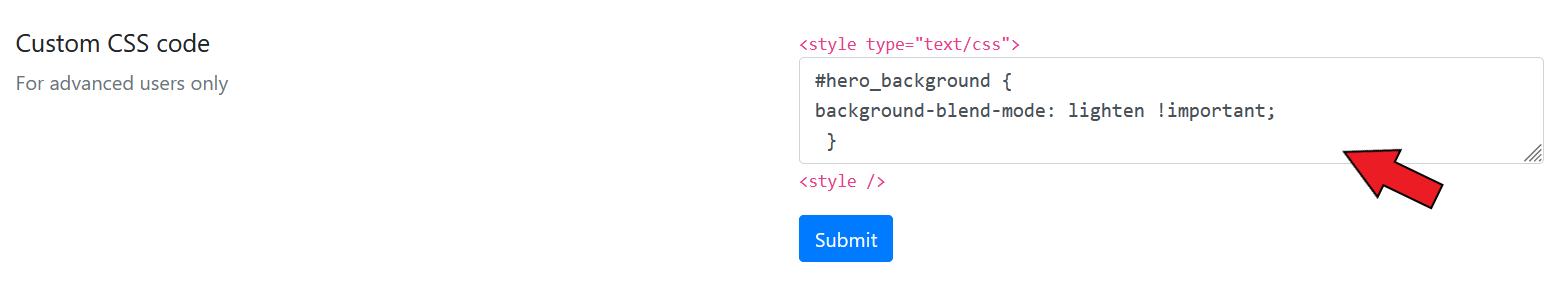 Custom CSS code
For advanced users only
<style type="text/css">
#hero_background {
background-blend-mode: lighten !important;
 }
<style />
Submit